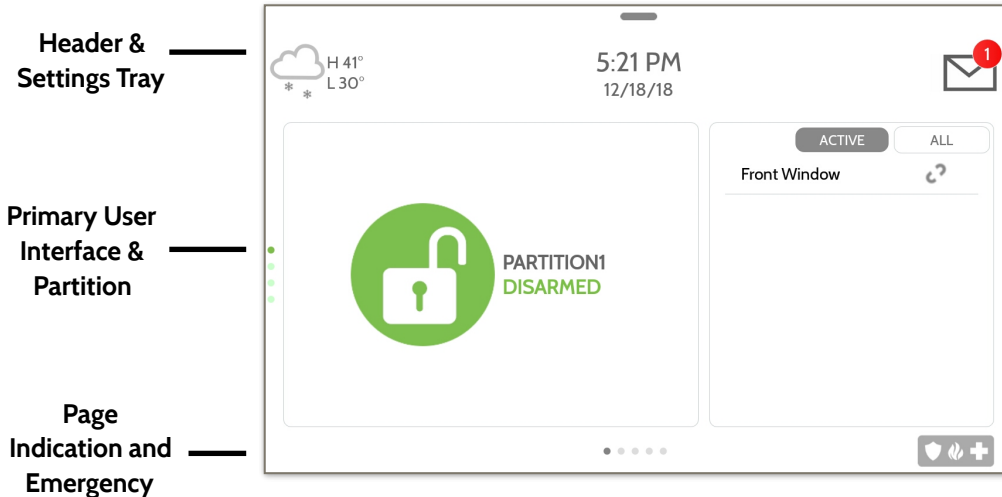 Header &
Settings Tray
Primary User
Interface &
Partition
Page
Indication and
Emergency
H 41°
L 30°
5:21 PM
12/18/18
1
PARTITION1
DISARMED
ACTIVE
ALL
Front Window